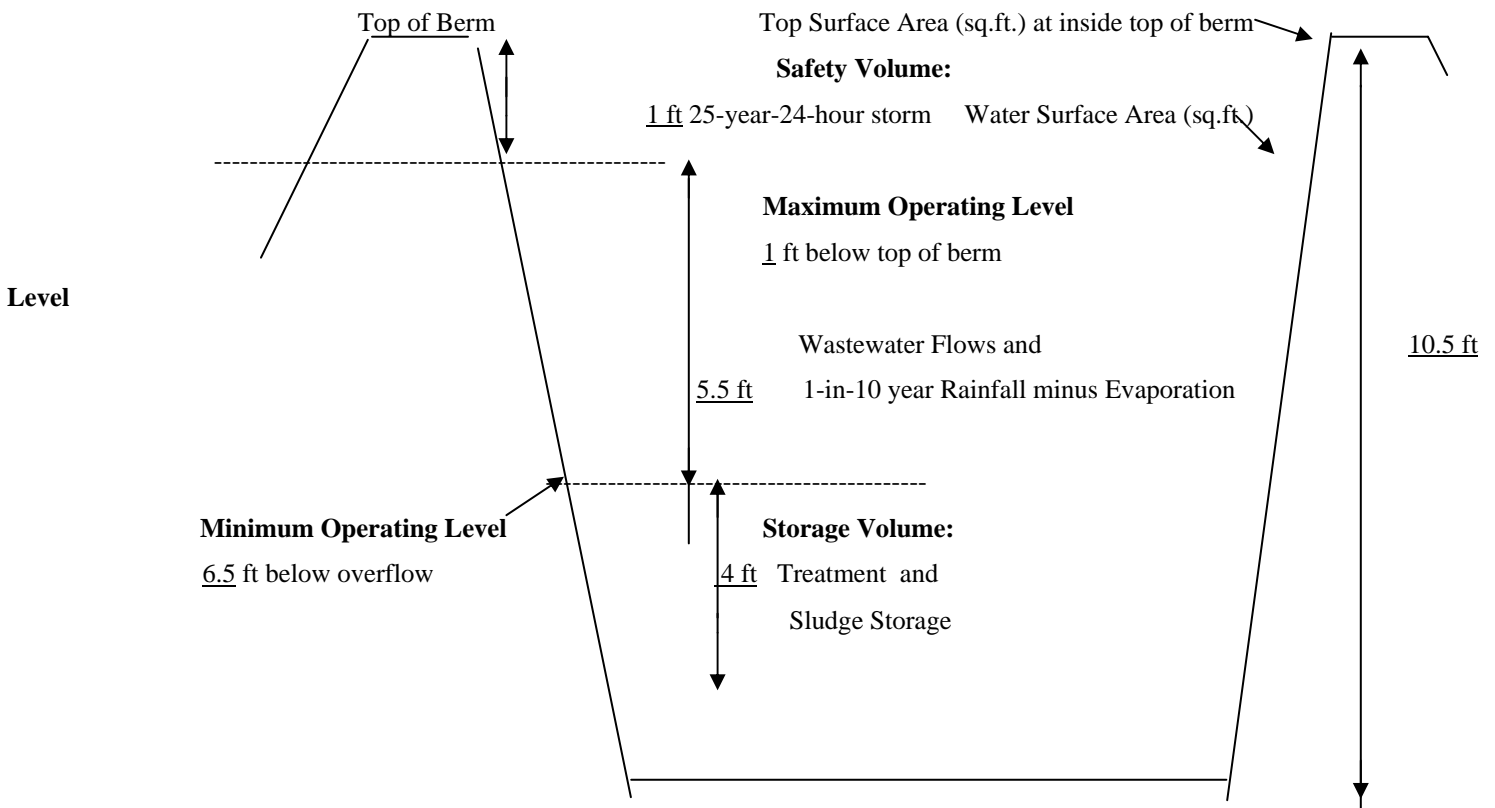 Top of Berm Top Surface Area (sq.ft.) at inside top of berm
Safety Volume:
1 ft 25-year-24-hour storm Water Surface Area (sq.ft.)
Maximum Operating Level
1 ft below top of berm
Level
Wastewater Flows and 10.5 ft
5.5 ft 1-in-10 year Rainfall minus Evaporation
Minimum Operating Level Storage Volume:
6.5 ft below overflow 4 ft Treatment and
Sludge Storage